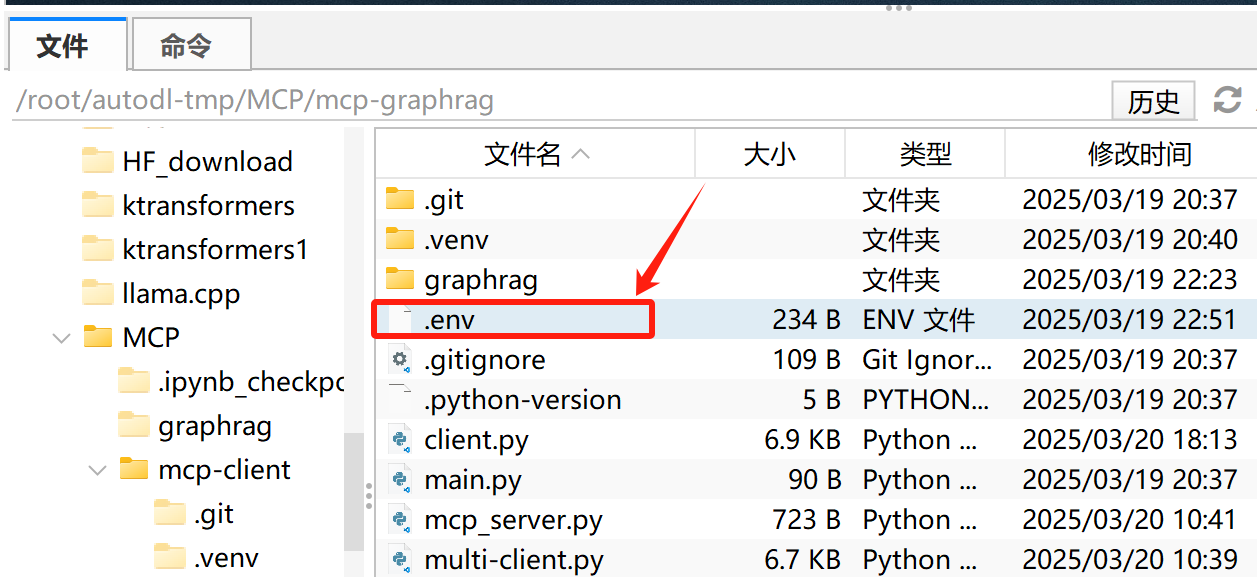 文件 命令
/root/autodl-tmp/MCP/mcp-graphrag 历史
HF_download
ktransformers
ktransformers1
llama.cpp
MCP
.ipynb_checkpo
graphrag
mcp-client
.git
.venv
文件名 大小 类型 修改时间
.git 文件夹 2025/03/19 20:37
.venv 文件夹 2025/03/19 20:40
graphrag 文件夹 2025/03/19 22:23
.env 234 B ENV 文件 2025/03/19 22:51
.gitignore 109 B Git Ignor... 2025/03/19 20:37
.python-version 5 B PYTHON... 2025/03/19 20:37
client.py 6.9 KB Python ... 2025/03/20 18:13
main.py 90 B Python ... 2025/03/19 20:37
mcp_server.py 723 B Python ... 2025/03/20 10:41
multi-client.py 6.7 KB Python ... 2025/03/20 10:39